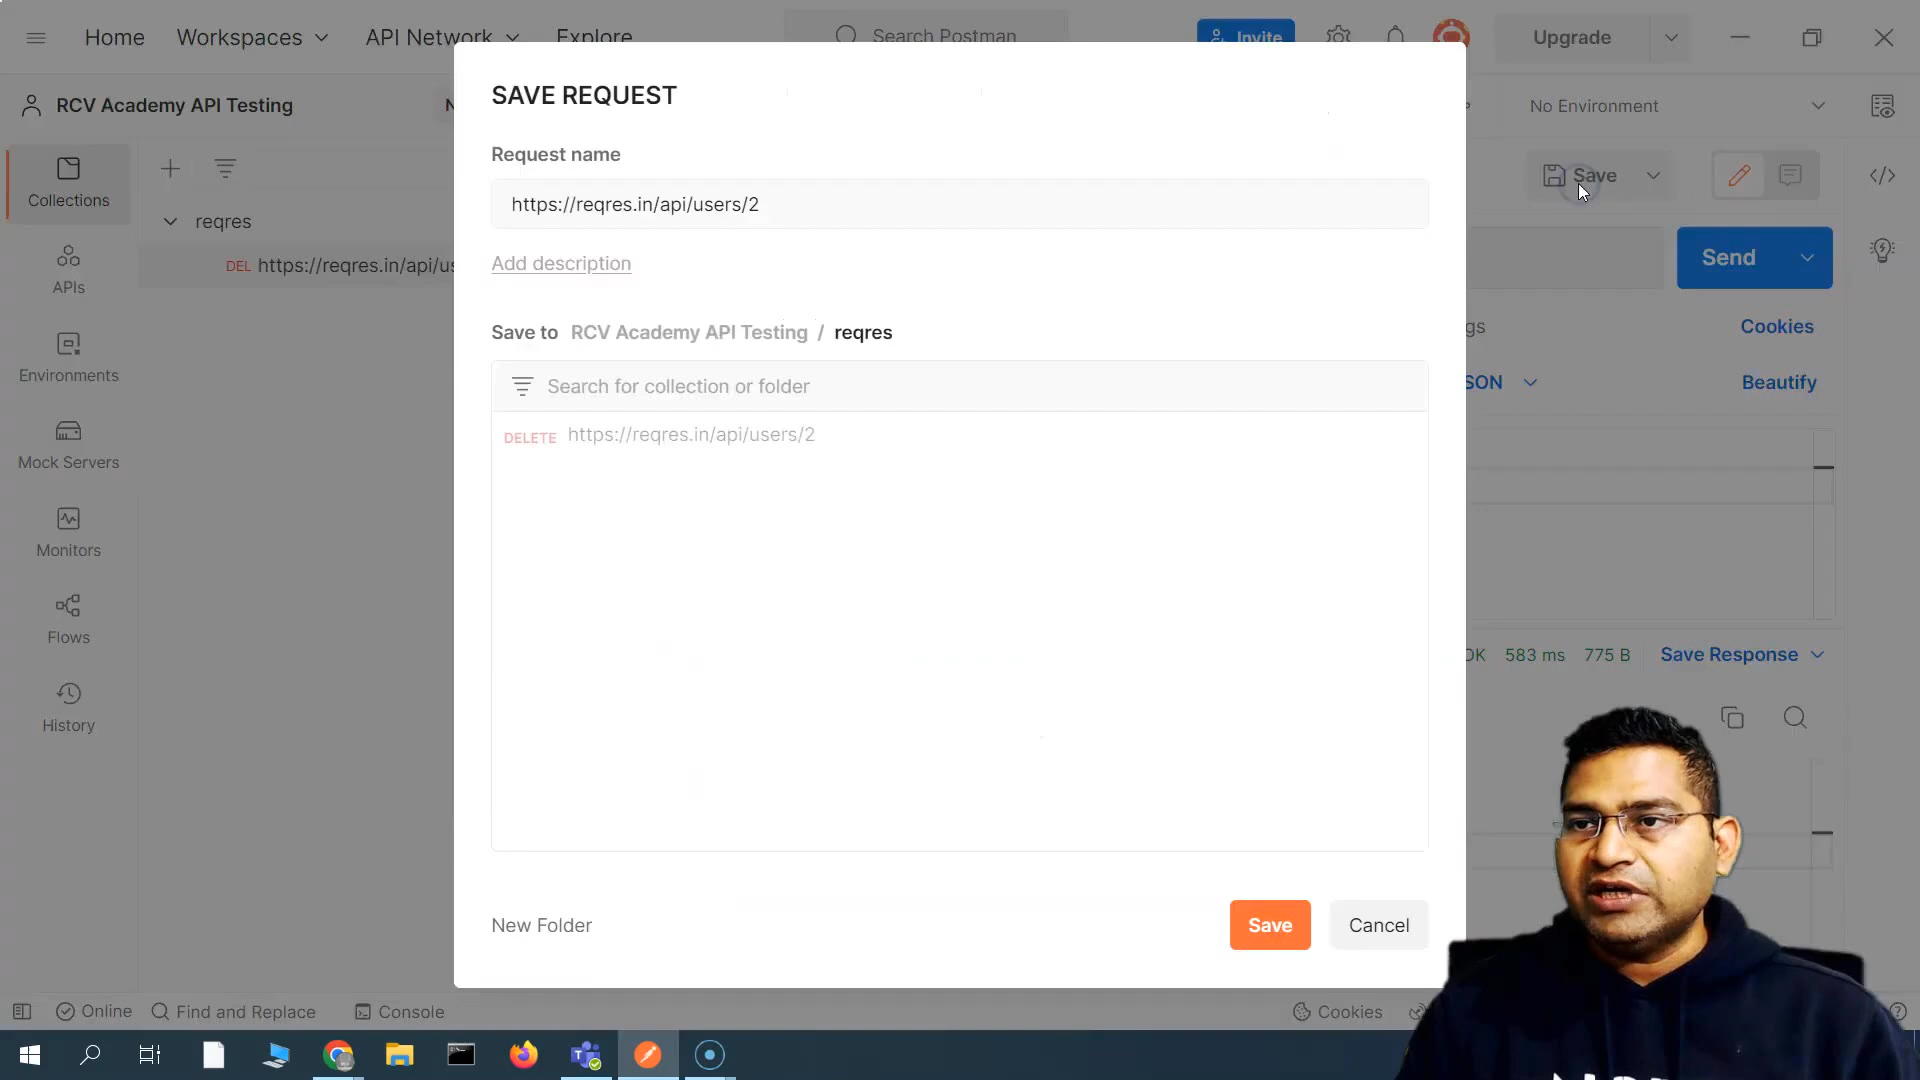 Home Workspaces API Network Explore Search Postman Invite Upgrade
RCV Academy API Testing N No Environment
SAVE REQUEST
Request name
https://reqres.in/api/users/2
Add description
Save to RCV Academy API Testing / reqres
Search for collection or folder
DELETE https://reqres.in/api/users/2
New Folder Save Cancel
Collections
APIs
Environments
Mock Servers
Monitors
Flows
History
reqres
DEL https://reqres.in/api/us
Save
Send
gs Cookies
SON Beautify
OK 583 ms 775 B Save Response
Online Find and Replace Console Cookies